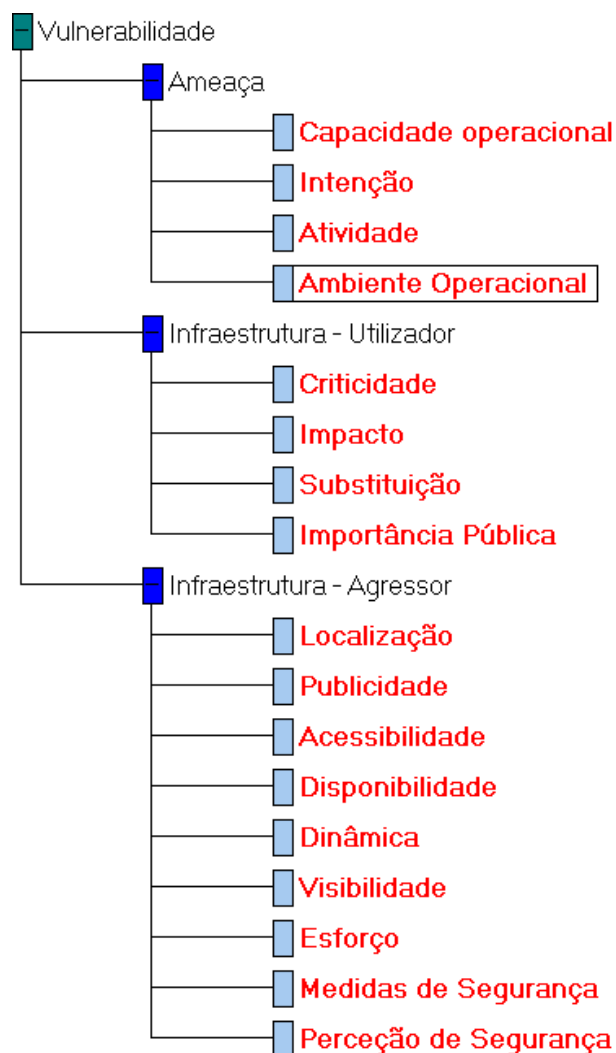 Vulnerabilidade
Ameaça
Capacidade operacional
Intenção
Atividade
Ambiente Operacional
Infraestrutura - Utilizador
Criticidade
Impacto
Substituição
Importância Pública
Infraestrutura - Agressor
Localização
Publicidade
Acessibilidade
Disponibilidade
Dinâmica
Visibilidade
Esforço
Medidas de Segurança
Perceção de Segurança